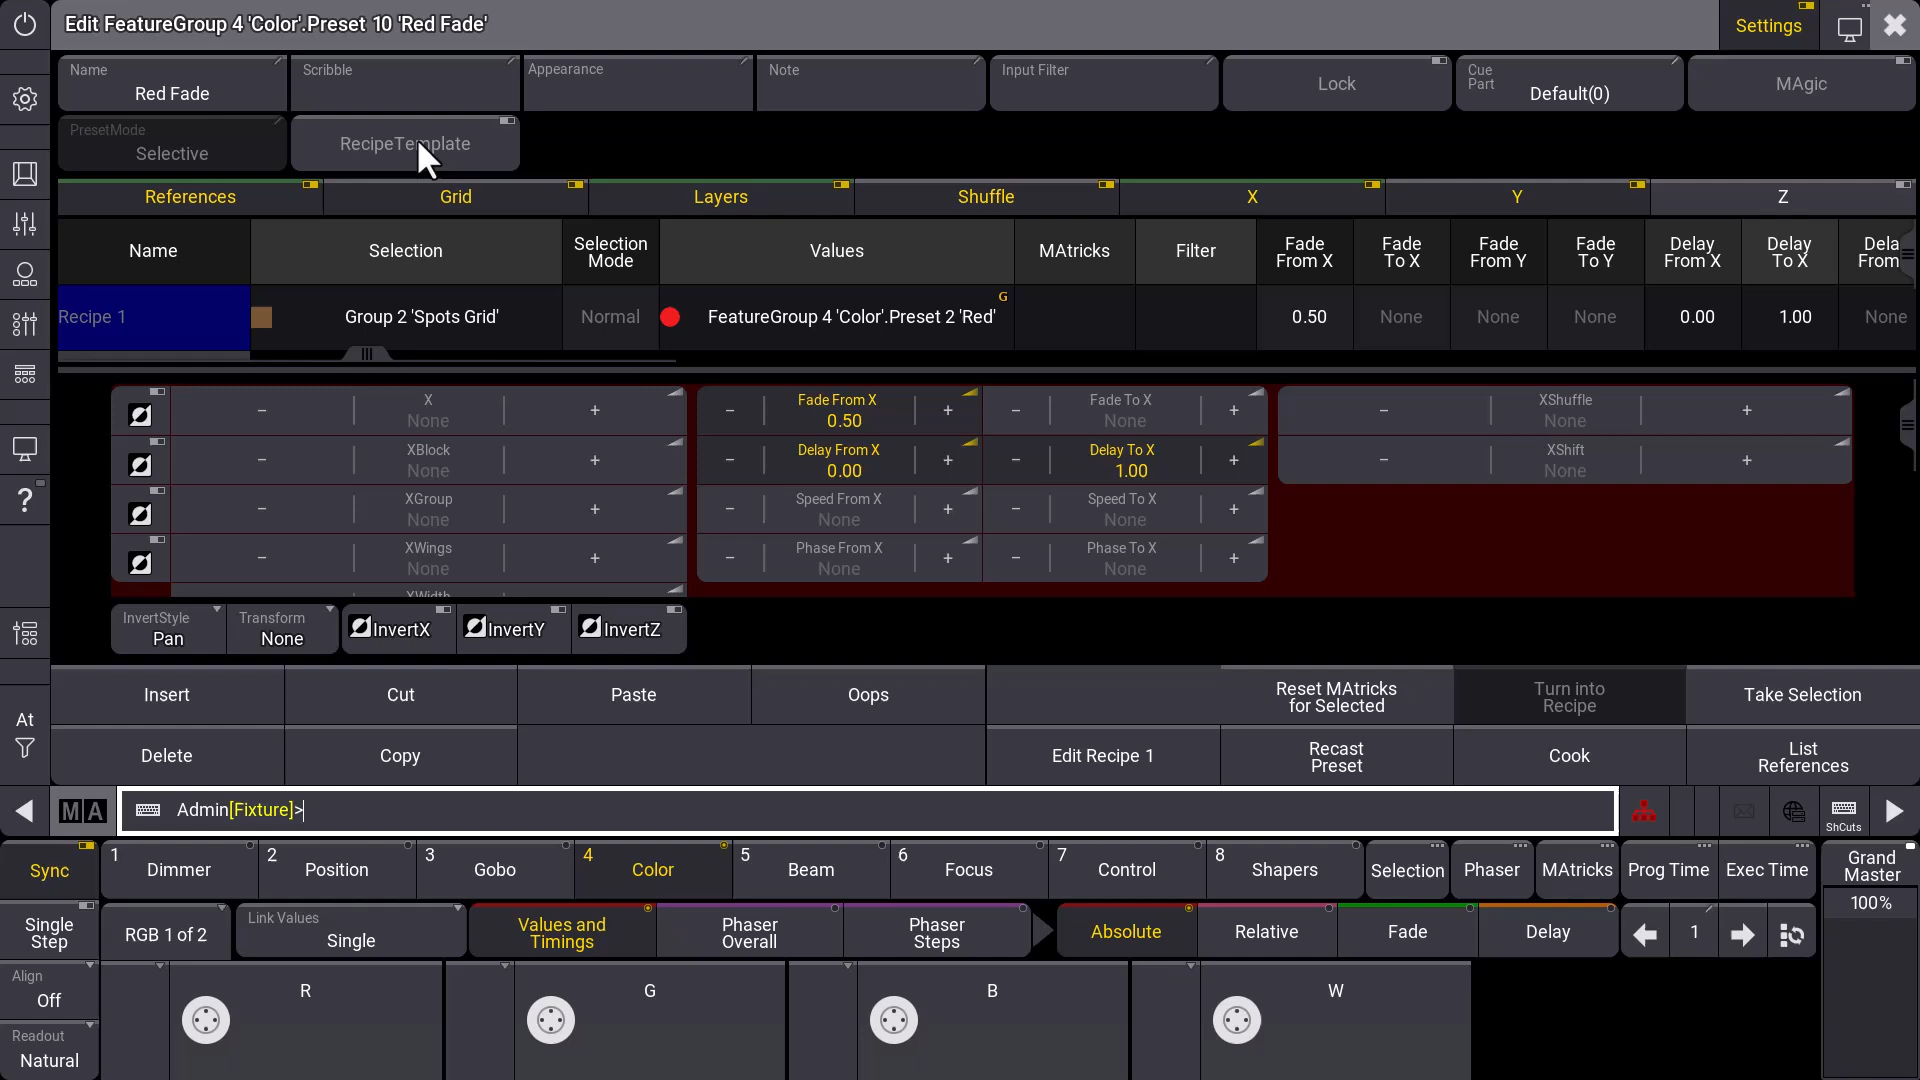 Edit FeatureGroup 4 'Color'.Preset 10 'Red Fade'
Settings
Name
Red Fade
Scribble
Appearance
Note
Input Filter
Lock
Cue Part
Default(0)
MAgic
PresetMode
Selective
RecipeTemplate
References
Grid
Layers
Shuffle
X
Y
Z
Name
Selection
Selection Mode
Values
MAtricks
Filter
Fade From X
Fade To X
Fade From Y
Fade To Y
Delay From X
Delay To X
Dela From
Recipe 1
Group 2 'Spots Grid'
Normal
FeatureGroup 4 'Color'.Preset 2 'Red'
G
0.50
None
None
None
0.00
1.00
None
−
X
None
+
−
Fade From X
0.50
+
−
Fade To X
None
+
−
XShuffle
None
+
−
XBlock
None
+
−
Delay From X
0.00
+
−
Delay To X
1.00
+
−
XShift
None
+
−
XGroup
None
+
−
Speed From X
None
+
−
Speed To X
None
+
−
XWings
None
+
−
Phase From X
None
+
−
Phase To X
None
+
XWidth
InvertStyle
Pan
Transform
None
InvertX
InvertY
InvertZ
Insert
Cut
Paste
Oops
Reset MAtricks for Selected
Turn into Recipe
Take Selection
At
Delete
Copy
Edit Recipe 1
Recast Preset
Cook
List References
MA
Admin[Fixture]>
ShCuts
Sync
1 Dimmer
2 Position
3 Gobo
4 Color
5 Beam
6 Focus
7 Control
8 Shapers
Selection
Phaser
MAtricks
Prog Time
Exec Time
Grand Master
100%
Single Step
RGB 1 of 2
Link Values
Single
Values and Timings
Phaser Overall
Phaser Steps
Absolute
Relative
Fade
Delay
1
Align
Off
R
G
B
W
Readout
Natural
?